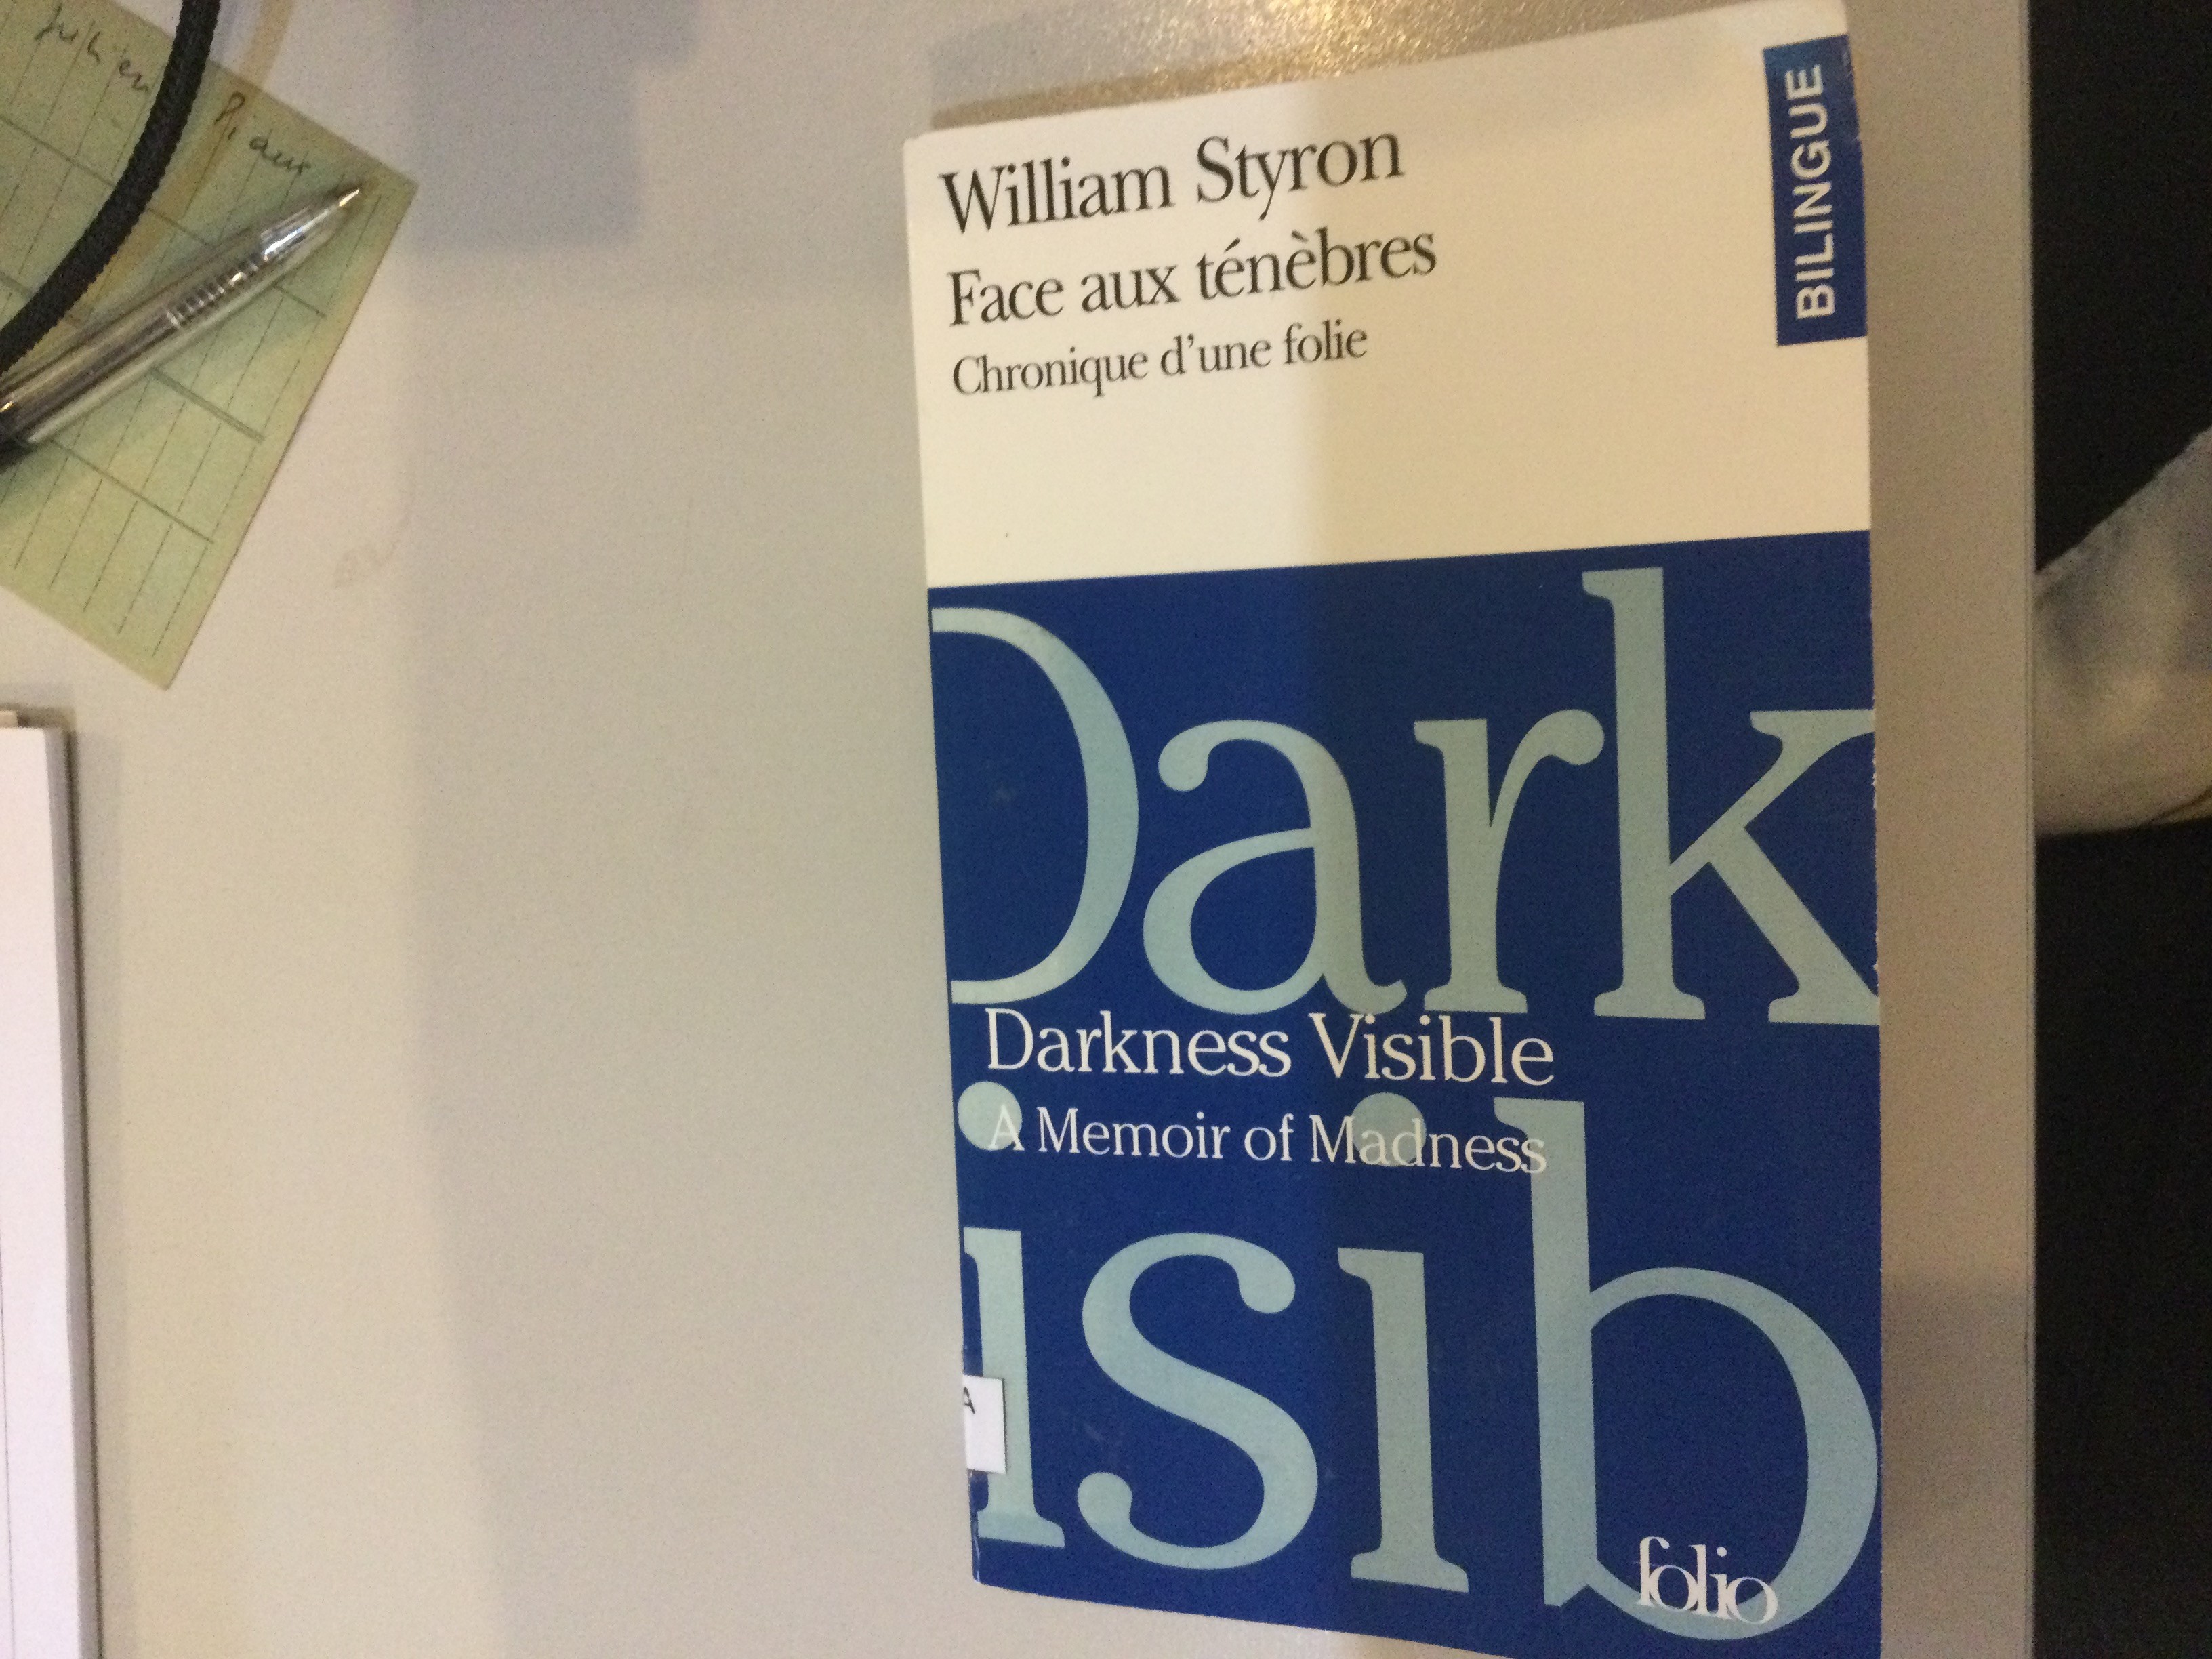 William Styron
Face aux ténèbres
Chronique d'une folie
BILINGUE
Dark
Darkness Visible
A Memoir of Madness
isib
folio
A